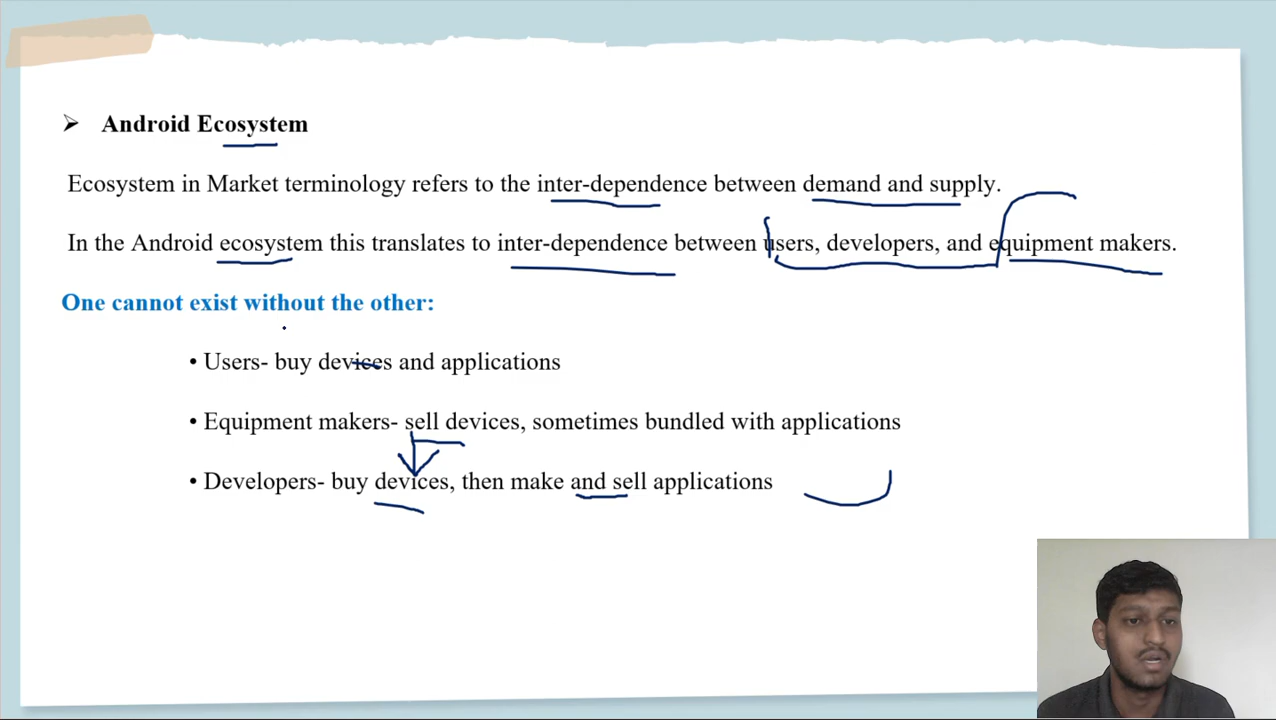 ➤ Android Ecosystem
Ecosystem in Market terminology refers to the inter-dependence between demand and supply.
In the Android ecosystem this translates to inter-dependence between users, developers, and equipment makers.
One cannot exist without the other:
• Users- buy devices and applications
• Equipment makers- sell devices, sometimes bundled with applications
• Developers- buy devices, then make and sell applications